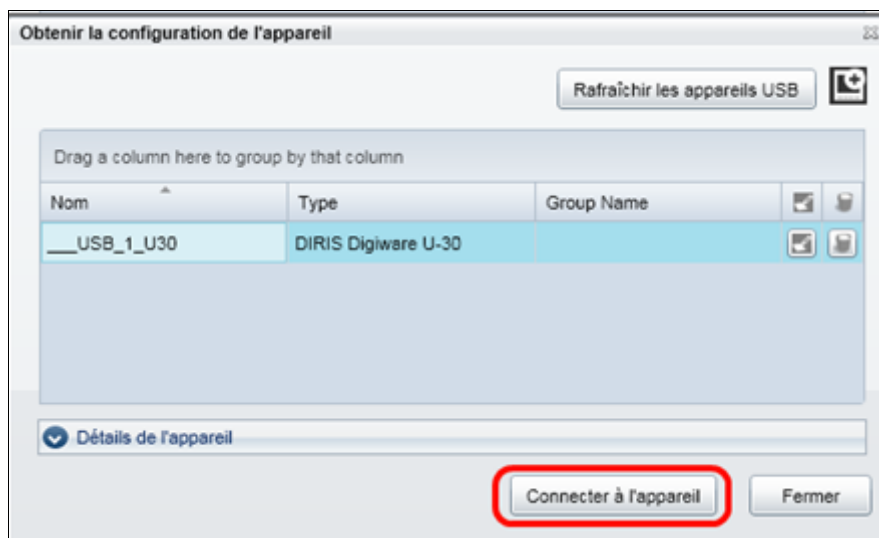 Obtenir la configuration de l'appareil
Rafraîchir les appareils USB
Drag a column here to group by that column
Nom Type Group Name
___USB_1_U30 DIRIS Digiware U-30
Détails de l'appareil
Connecter à l'appareil Fermer